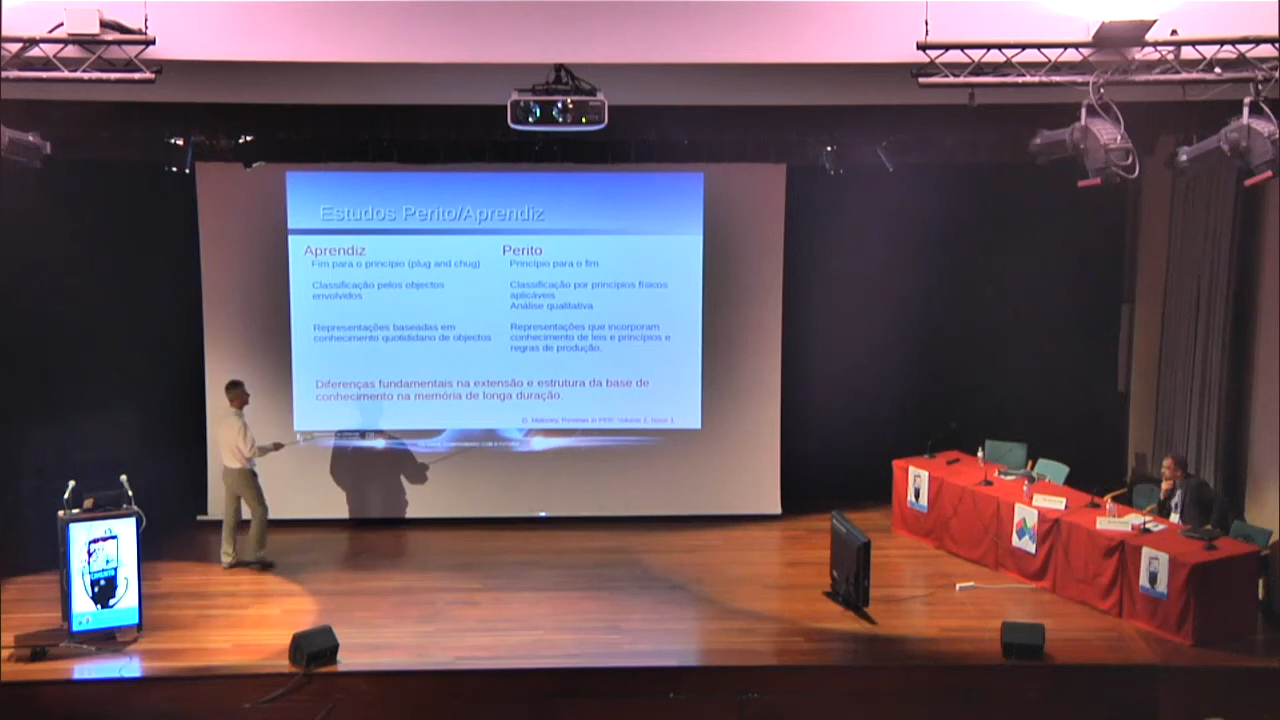 Estudos Perito/Aprendiz
Aprendiz
Fim para o princípio (plug and chug)
Classificação pelos objectos
envolvidos
Representações baseadas em
conhecimento quotididano de objectos
Perito
Princípio para o fim
Classificação por princípios físicos
aplicáveis
Análise qualitativa
Representações que incorporam
conhecimento de leis e princípios e
regras de produção.
Diferenças fundamentais na extensão e estrutura da base de
conhecimento na memória de longa duração.
Reviews in PER, Volume 2, Issue 1